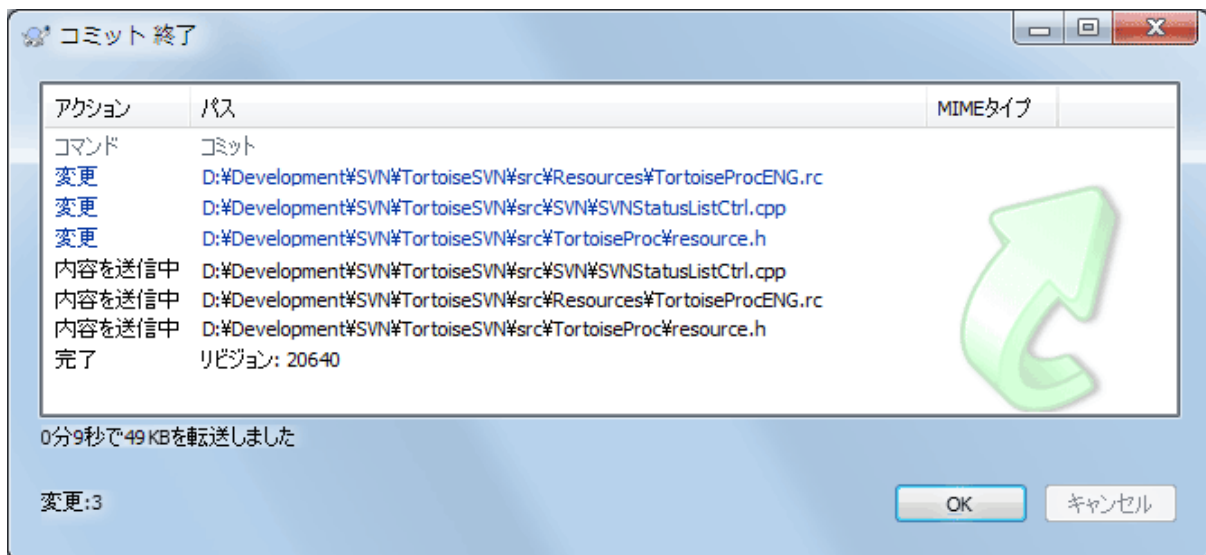 コミット 終了
アクション パス MIMEタイプ
コマンド コミット
変更 D:¥Development¥SVN¥TortoiseSVN¥src¥Resources¥TortoiseProcENG.rc
変更 D:¥Development¥SVN¥TortoiseSVN¥src¥SVN¥SVNStatusListCtrl.cpp
変更 D:¥Development¥SVN¥TortoiseSVN¥src¥TortoiseProc¥resource.h
内容を送信中 D:¥Development¥SVN¥TortoiseSVN¥src¥SVN¥SVNStatusListCtrl.cpp
内容を送信中 D:¥Development¥SVN¥TortoiseSVN¥src¥Resources¥TortoiseProcENG.rc
内容を送信中 D:¥Development¥SVN¥TortoiseSVN¥src¥TortoiseProc¥resource.h
完了 リビジョン: 20640
0分9秒で49 KBを転送しました
変更:3
OK キャンセル